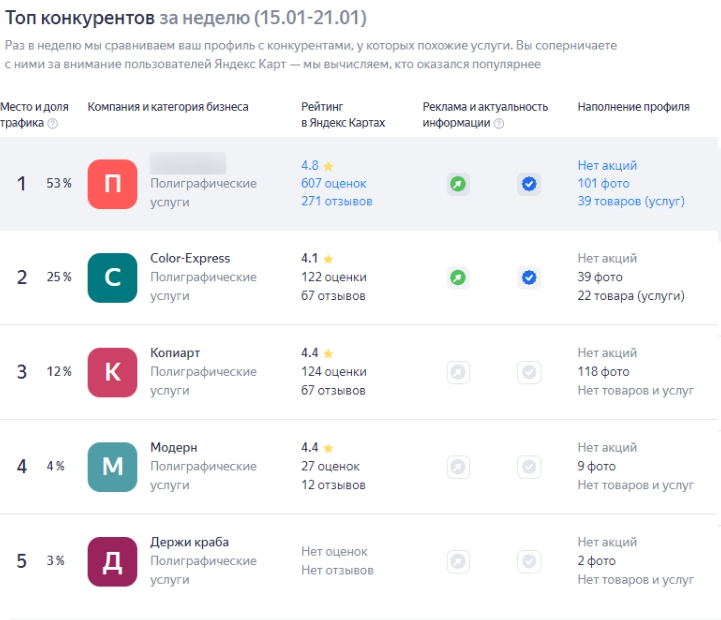 Топ конкурентов за неделю (15.01-21.01)
Раз в неделю мы сравниваем ваш профиль с конкурентами, у которых похожие услуги. Вы соперничаете
с ними за внимание пользователей Яндекс Карт — мы вычисляем, кто оказался популярнее
Место и доля
трафика
Компания и категория бизнеса
Рейтинг
в Яндекс Картах
Реклама и актуальность
информации
Наполнение профиля
1
53 %
П
Полиграфические
услуги
4.8
607 оценок
271 отзывов
Нет акций
101 фото
39 товаров (услуг)
2
25 %
C
Color-Express
Полиграфические
услуги
4.1
122 оценки
67 отзывов
Нет акций
39 фото
22 товара (услуги)
3
12 %
К
Копиарт
Полиграфические
услуги
4.4
124 оценки
67 отзывов
Нет акций
118 фото
Нет товаров и услуг
4
4 %
М
Модерн
Полиграфические
услуги
4.4
27 оценок
12 отзывов
Нет акций
9 фото
Нет товаров и услуг
5
3 %
Д
Держи краба
Полиграфические
услуги
Нет оценок
Нет отзывов
Нет акций
2 фото
Нет товаров и услуг